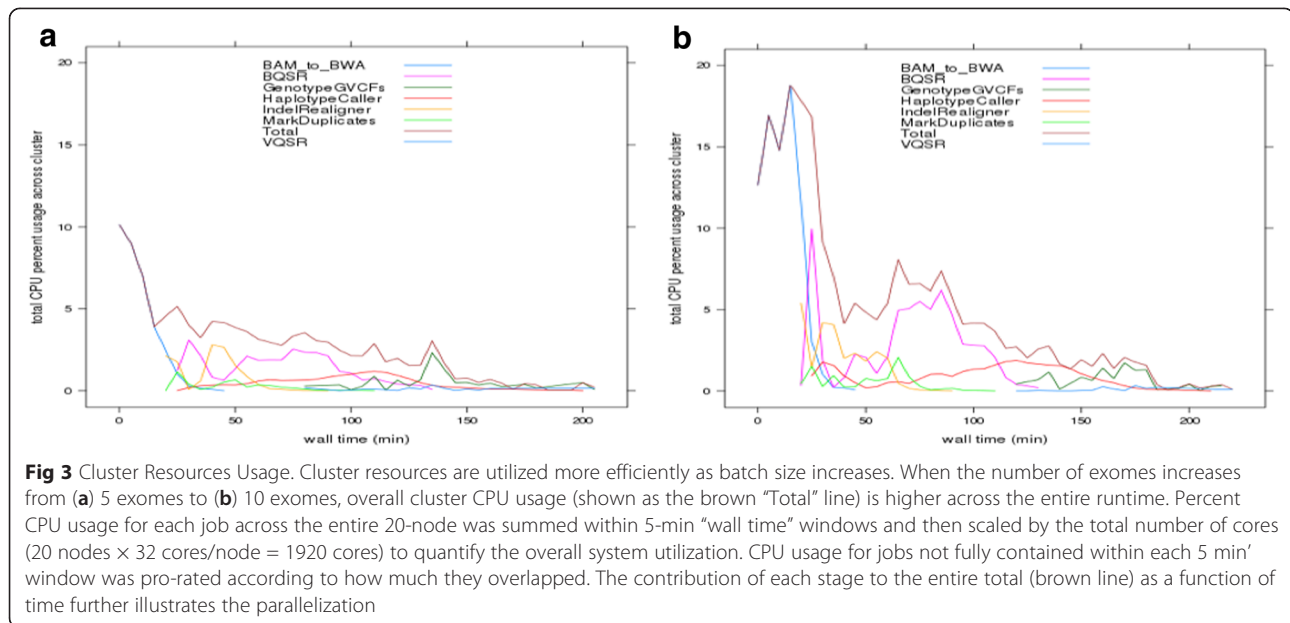 a
20
15
10
5
0
total CPU percent usage across cluster
BAM_to_BWA
BQSR
GenotypeGVCFs
HaplotypeCaller
IndelRealigner
MarkDuplicates
Total
VQSR
0 50 100 150 200
wall time (min)
b
20
15
10
5
0
total CPU percent usage across cluster
BAM_to_BWA
BQSR
GenotypeGVCFs
HaplotypeCaller
IndelRealigner
MarkDuplicates
Total
VQSR
0 50 100 150 200
wall time (min)
Fig 3 Cluster Resources Usage. Cluster resources are utilized more efficiently as batch size increases. When the number of exomes increases
from (a) 5 exomes to (b) 10 exomes, overall cluster CPU usage (shown as the brown “Total” line) is higher across the entire runtime. Percent
CPU usage for each job across the entire 20-node was summed within 5-min “wall time” windows and then scaled by the total number of cores
(20 nodes × 32 cores/node = 1920 cores) to quantify the overall system utilization. CPU usage for jobs not fully contained within each 5 min’
window was pro-rated according to how much they overlapped. The contribution of each stage to the entire total (brown line) as a function of
time further illustrates the parallelization